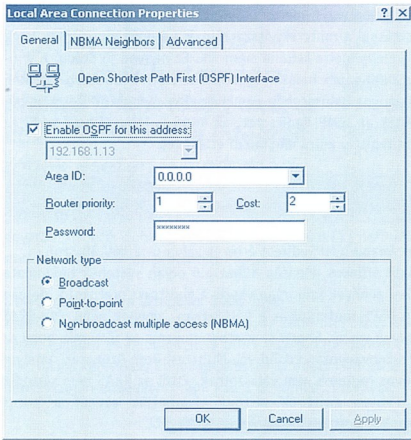 Local Area Connection Properties
General NBMA Neighbors Advanced
Open Shortest Path First (OSPF) Interface
Enable OSPF for this address:
192.168.1.13
Area ID: 0.0.0.0
Router priority: 1 Cost: 2
Password: ********
Network type
Broadcast
Point-to-point
Non-broadcast multiple access (NBMA)
OK Cancel Apply